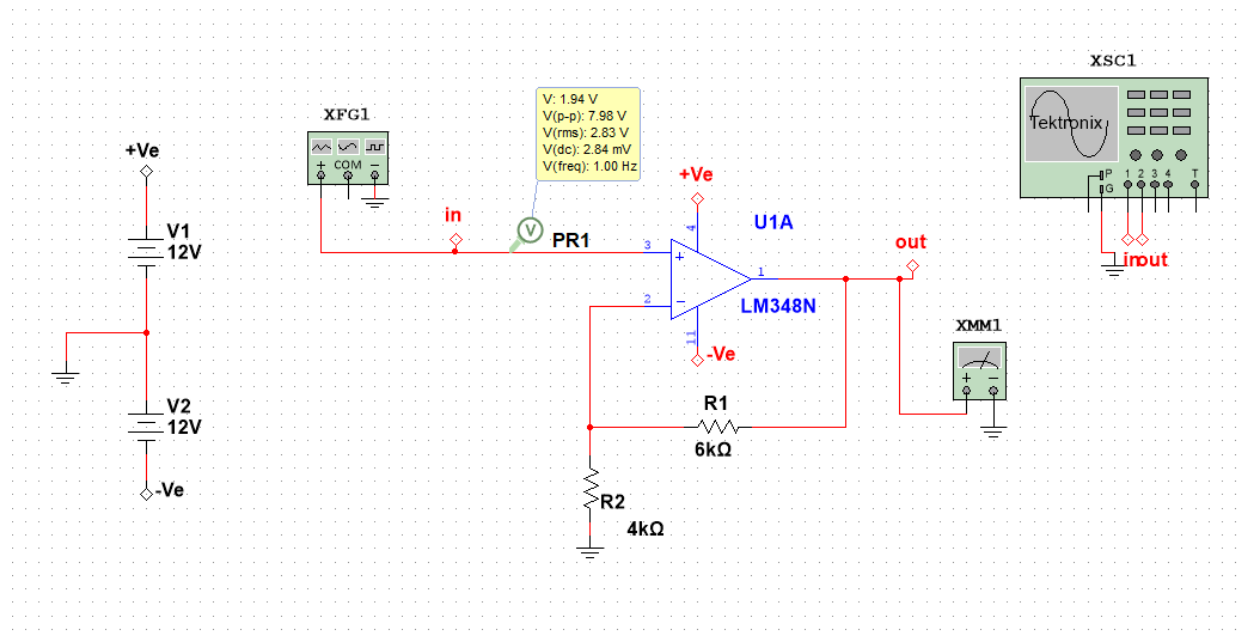 XSC1
Tektronix
P
G
1 2 3 4 T
in out
XFG1
+ COM −
V: 1.94 V
V(p-p): 7.98 V
V(rms): 2.83 V
V(dc): 2.84 mV
V(freq): 1.00 Hz
+Ve
V1
12V
V2
12V
-Ve
in
V
PR1
+Ve
4
U1A
3
+
2
−
1
LM348N
11
-Ve
out
XMM1
+ −
R1
6kΩ
R2
4kΩ